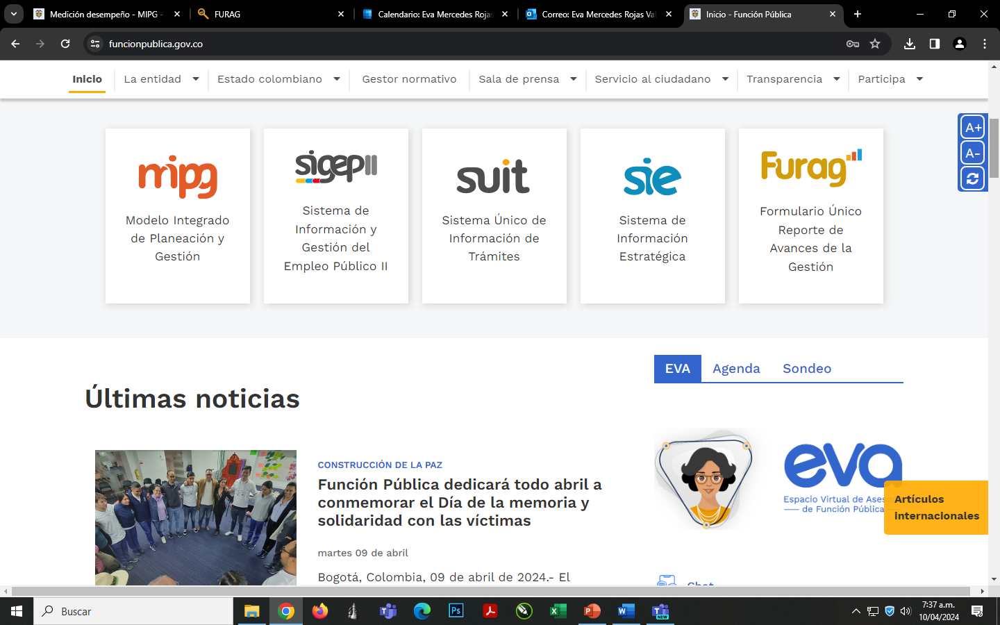 Medición desempeño - MIPG -
FURAG
Calendario: Eva Mercedes Rojas
Correo: Eva Mercedes Rojas Val
Inicio - Función Pública
funcionpublica.gov.co
Inicio
La entidad
Estado colombiano
Gestor normativo
Sala de prensa
Servicio al ciudadano
Transparencia
Participa
A+
A-
mipg
Modelo Integrado
de Planeación y
Gestión
sigepII
Sistema de
Información y
Gestión del
Empleo Público II
suit
Sistema Único de
Información de
Trámites
sie
Sistema de
Información
Estratégica
Furag
Formulario Único
Reporte de
Avances de la
Gestión
EVA
Agenda
Sondeo
Últimas noticias
CONSTRUCCIÓN DE LA PAZ
Función Pública dedicará todo abril a
conmemorar el Día de la memoria y
solidaridad con las víctimas
martes 09 de abril
Bogotá, Colombia, 09 de abril de 2024.- El
eva
Espacio Virtual de Aseso
de Función Pública
Artículos
internacionales
Chat
Buscar
Ps
T
X
P
W
T
NEW
7:37 a.m.
10/04/2024